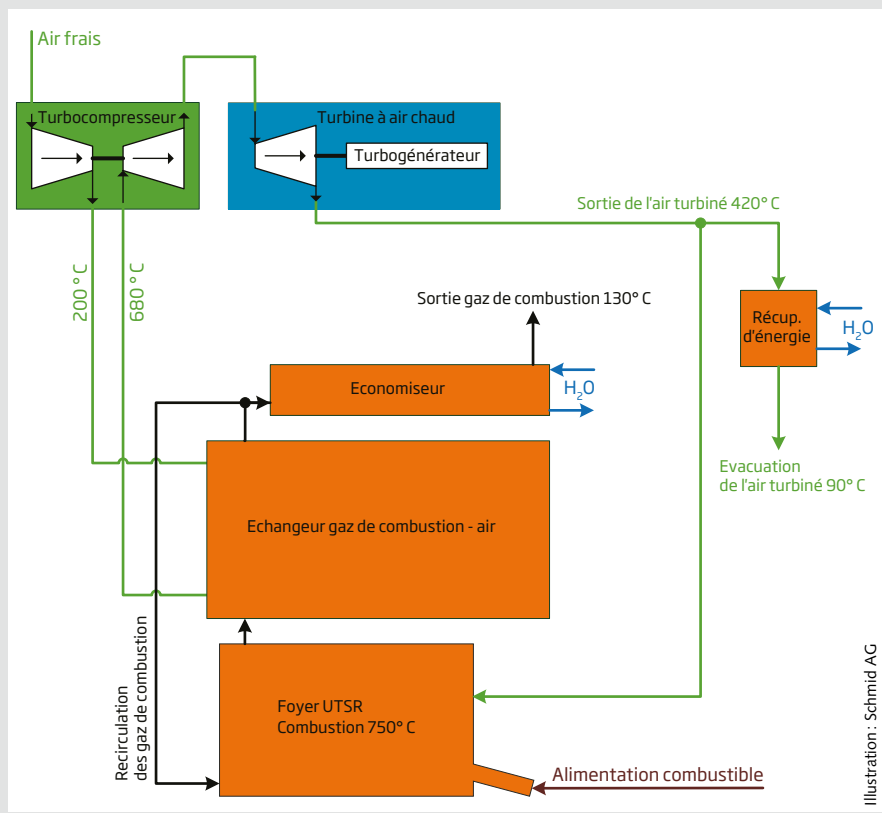 Air frais
Turbocompresseur
Turbine à air chaud
Turbogénérateur
Sortie de l'air turbiné 420° C
200 ° C
680 ° C
Sortie gaz de combustion 130° C
Récup.
d'énergie
H2O
Economiseur
H2O
Evacuation
de l'air turbiné 90° C
Echangeur gaz de combustion - air
Recirculation
des gaz de combustion
Foyer UTSR
Combustion 750° C
Alimentation combustible
Illustration: Schmid AG